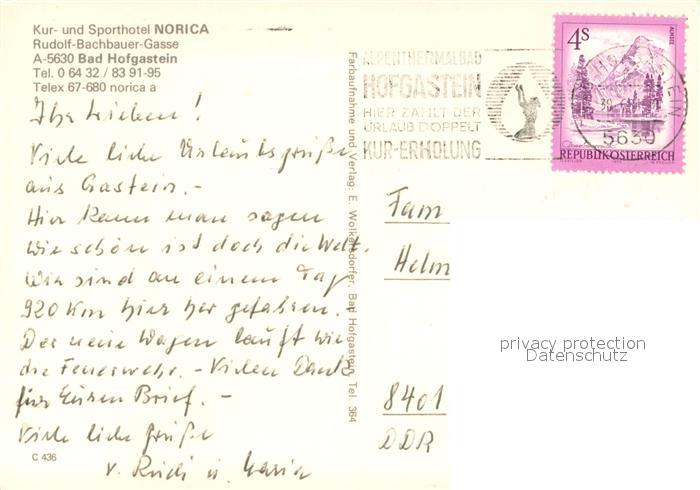 Kur- und Sporthotel NORICA
Rudolf-Bachbauer-Gasse
A-5630 Bad Hofgastein
Tel. 0 64 32 / 83 91-95
Telex 67-680 norica a
Ihr Lieben!
Viele liebe Urlaubsgrüße
aus Gastein.-
Hier kann man sagen
wie schön ist doch die Welt.
Wir sind an einem Tag
920 Km hier her gefahren.-
Der neue Wagen läuft wie
die Feuerwehr.- Vielen Dank
für Euren Brief.-
Viele liebe Grüße
v. Rudi u. Maria
C 436
Farbaufnahme und Verlag: E. Wolkersdorfer, Bad Hofgastein, Tel. 364
ALPENTHERMALBAD
HOFGASTEIN
HIER ZÄHLT DER
URLAUB DOPPELT
KUR-ERHOLUNG
4S
ALMSEE
5630
REPUBLIK ÖSTERREICH
Fam
Helm
8401
DDR
privacy protection
Datenschutz